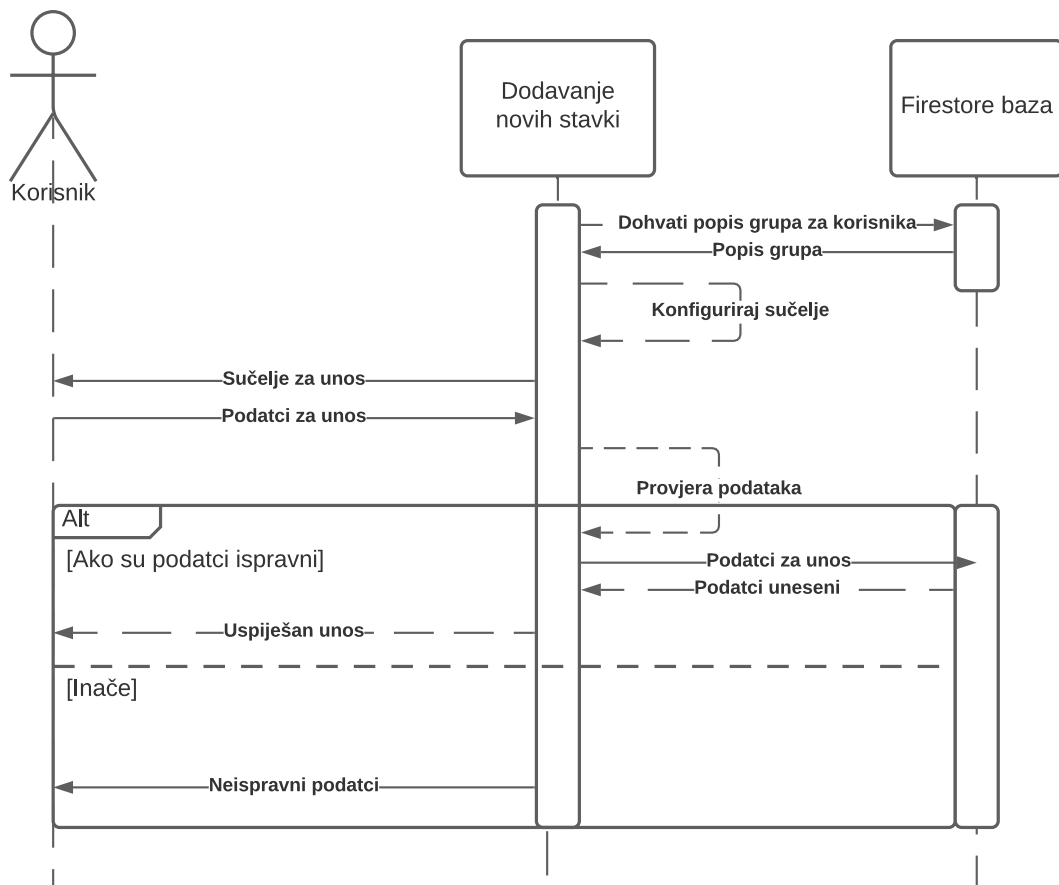 Dodavanje
novih stavki
Firestore baza
Korisnik
Dohvati popis grupa za korisnika
Popis grupa
Konfiguriraj sučelje
Sučelje za unos
Podatci za unos
Provjera podataka
Alt
[Ako su podatci ispravni]
Podatci za unos
Podatci uneseni
Uspiješan unos
[Inače]
Neispravni podatci